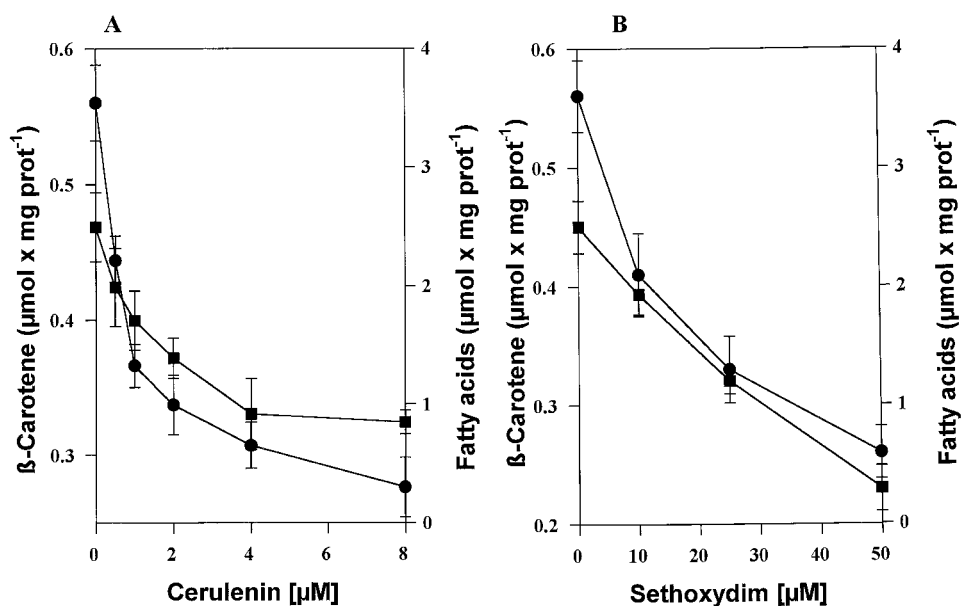 A
0.6
0.5
0.4
0.3
ß-Carotene (µmol x mg prot⁻¹)
4
3
2
1
0
Fatty acids (µmol x mg prot⁻¹)
0 2 4 6 8
Cerulenin [µM]
B
0.6
0.5
0.4
0.3
0.2
ß-Carotene (µmol x mg prot⁻¹)
4
3
2
1
0
Fatty acids (µmol x mg prot⁻¹)
0 10 20 30 40 50
Sethoxydim [µM]